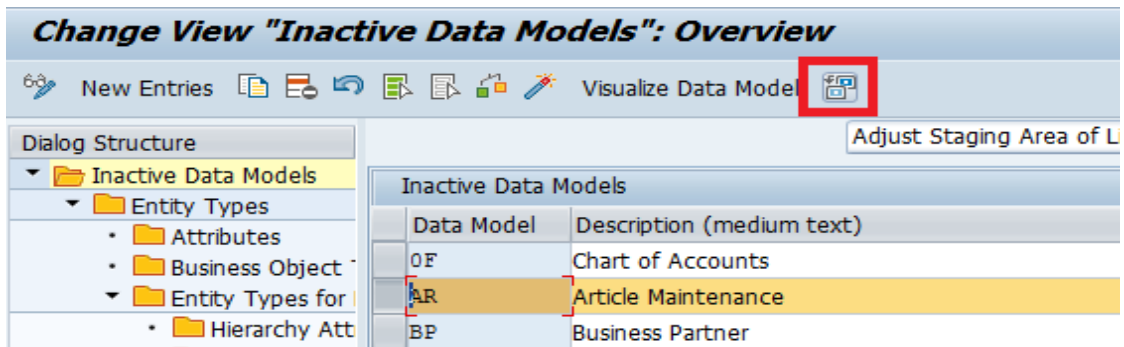 Change View "Inactive Data Models": Overview
New Entries Visualize Data Model
Dialog Structure
Adjust Staging Area of
Inactive Data Models
Entity Types
Attributes
Business Object
Entity Types for
Hierarchy
Inactive Data Models
Data Model Description (medium text)
0F Chart of Accounts
AR Article Maintenance
BP Business Partner